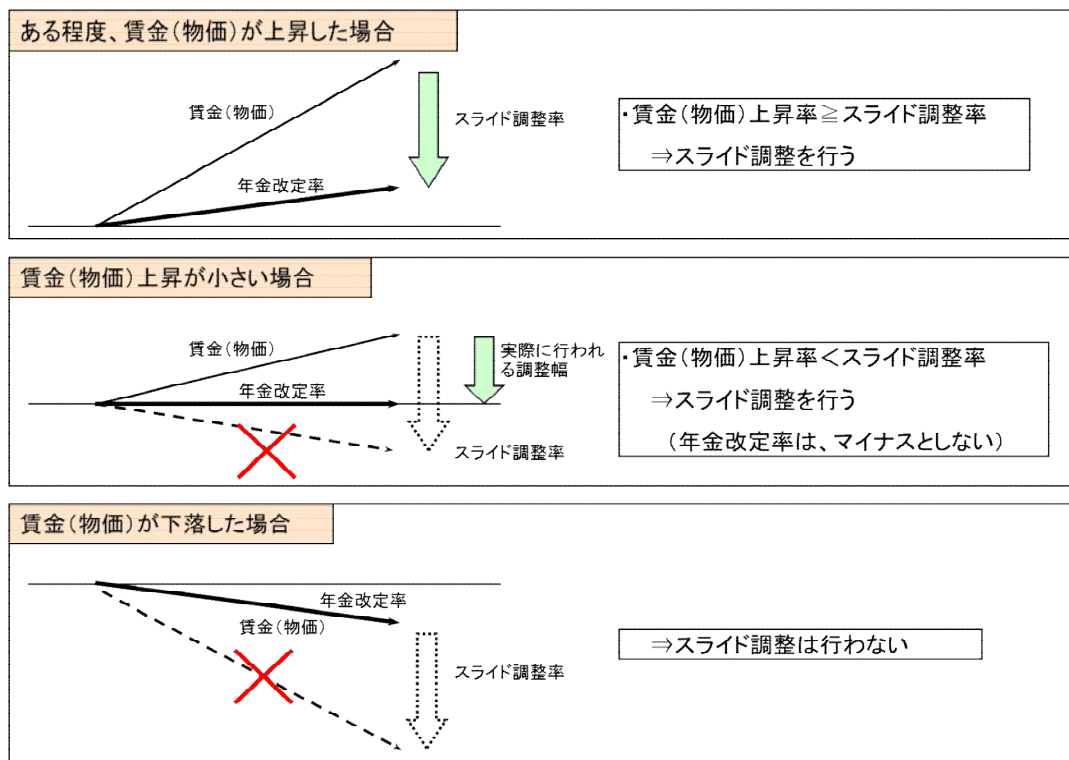 ある程度、賃金(物価)が上昇した場合
賃金(物価)
スライド調整率
年金改定率
・賃金(物価)上昇率≧スライド調整率
⇒スライド調整を行う
賃金(物価)上昇が小さい場合
賃金(物価)
年金改定率
実際に行われ
る調整幅
スライド調整率
・賃金(物価)上昇率<スライド調整率
⇒スライド調整を行う
(年金改定率は、マイナスとしない)
賃金(物価)が下落した場合
年金改定率
賃金(物価)
スライド調整率
⇒スライド調整は行わない